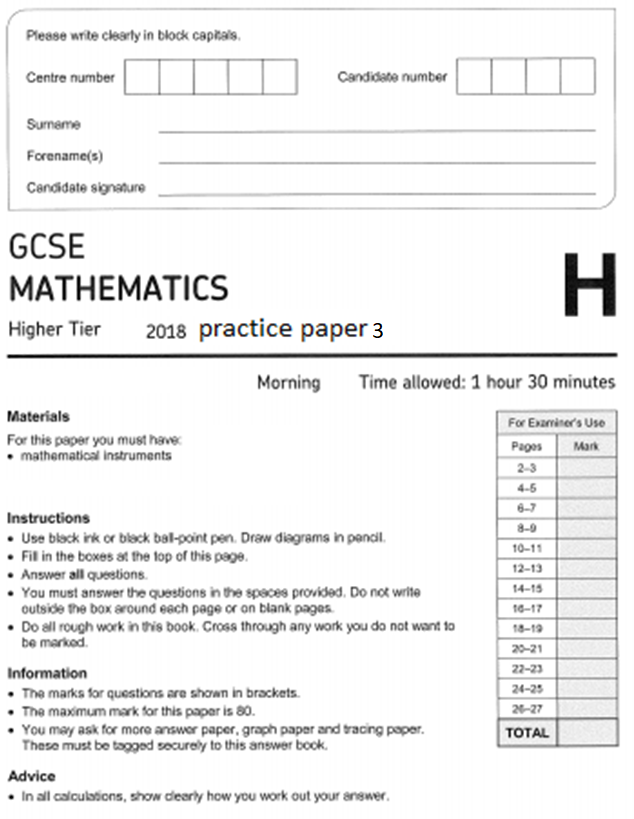 Please write clearly in block capitals.
Centre number Candidate number
Surname
Forename(s)
Candidate signature
GCSE
MATHEMATICS
H
Higher Tier 2018 practice paper 3
Morning Time allowed: 1 hour 30 minutes
Materials
For this paper you must have:
• mathematical instruments
Instructions
• Use black ink or black ball-point pen. Draw diagrams in pencil.
• Fill in the boxes at the top of this page.
• Answer all questions.
• You must answer the questions in the spaces provided. Do not write
outside the box around each page or on blank pages.
• Do all rough work in this book. Cross through any work you do not want to
be marked.
Information
• The marks for questions are shown in brackets.
• The maximum mark for this paper is 80.
• You may ask for more answer paper, graph paper and tracing paper.
These must be tagged securely to this answer book.
Advice
• In all calculations, show clearly how you work out your answer.
For Examiner's Use
Pages Mark
2–3
4–5
6–7
8–9
10–11
12–13
14–15
16–17
18–19
20–21
22–23
24–25
26–27
TOTAL